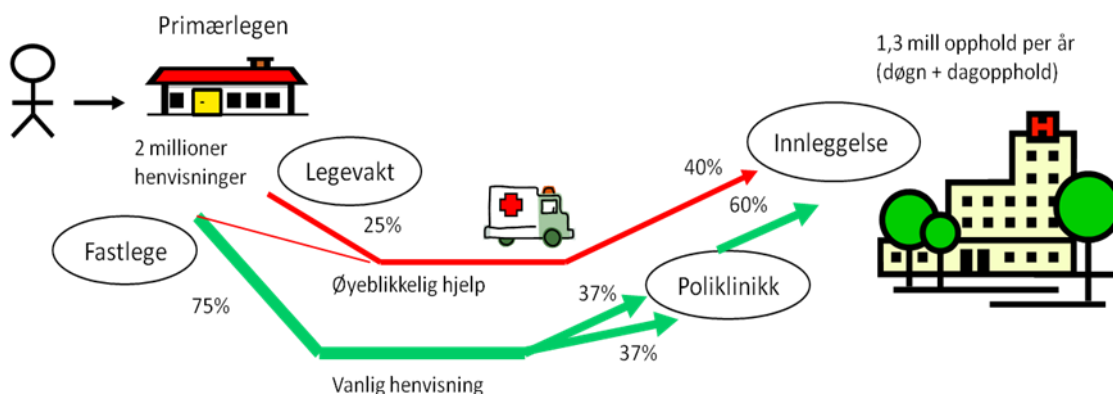 Primærlegen
1,3 mill opphold per år
(døgn + dagopphold)
H
2 millioner
henvisninger
Legevakt
Innleggelse
40%
25%
60%
Fastlege
Øyeblikkelig hjelp
Poliklinikk
37%
75%
37%
Vanlig henvisning